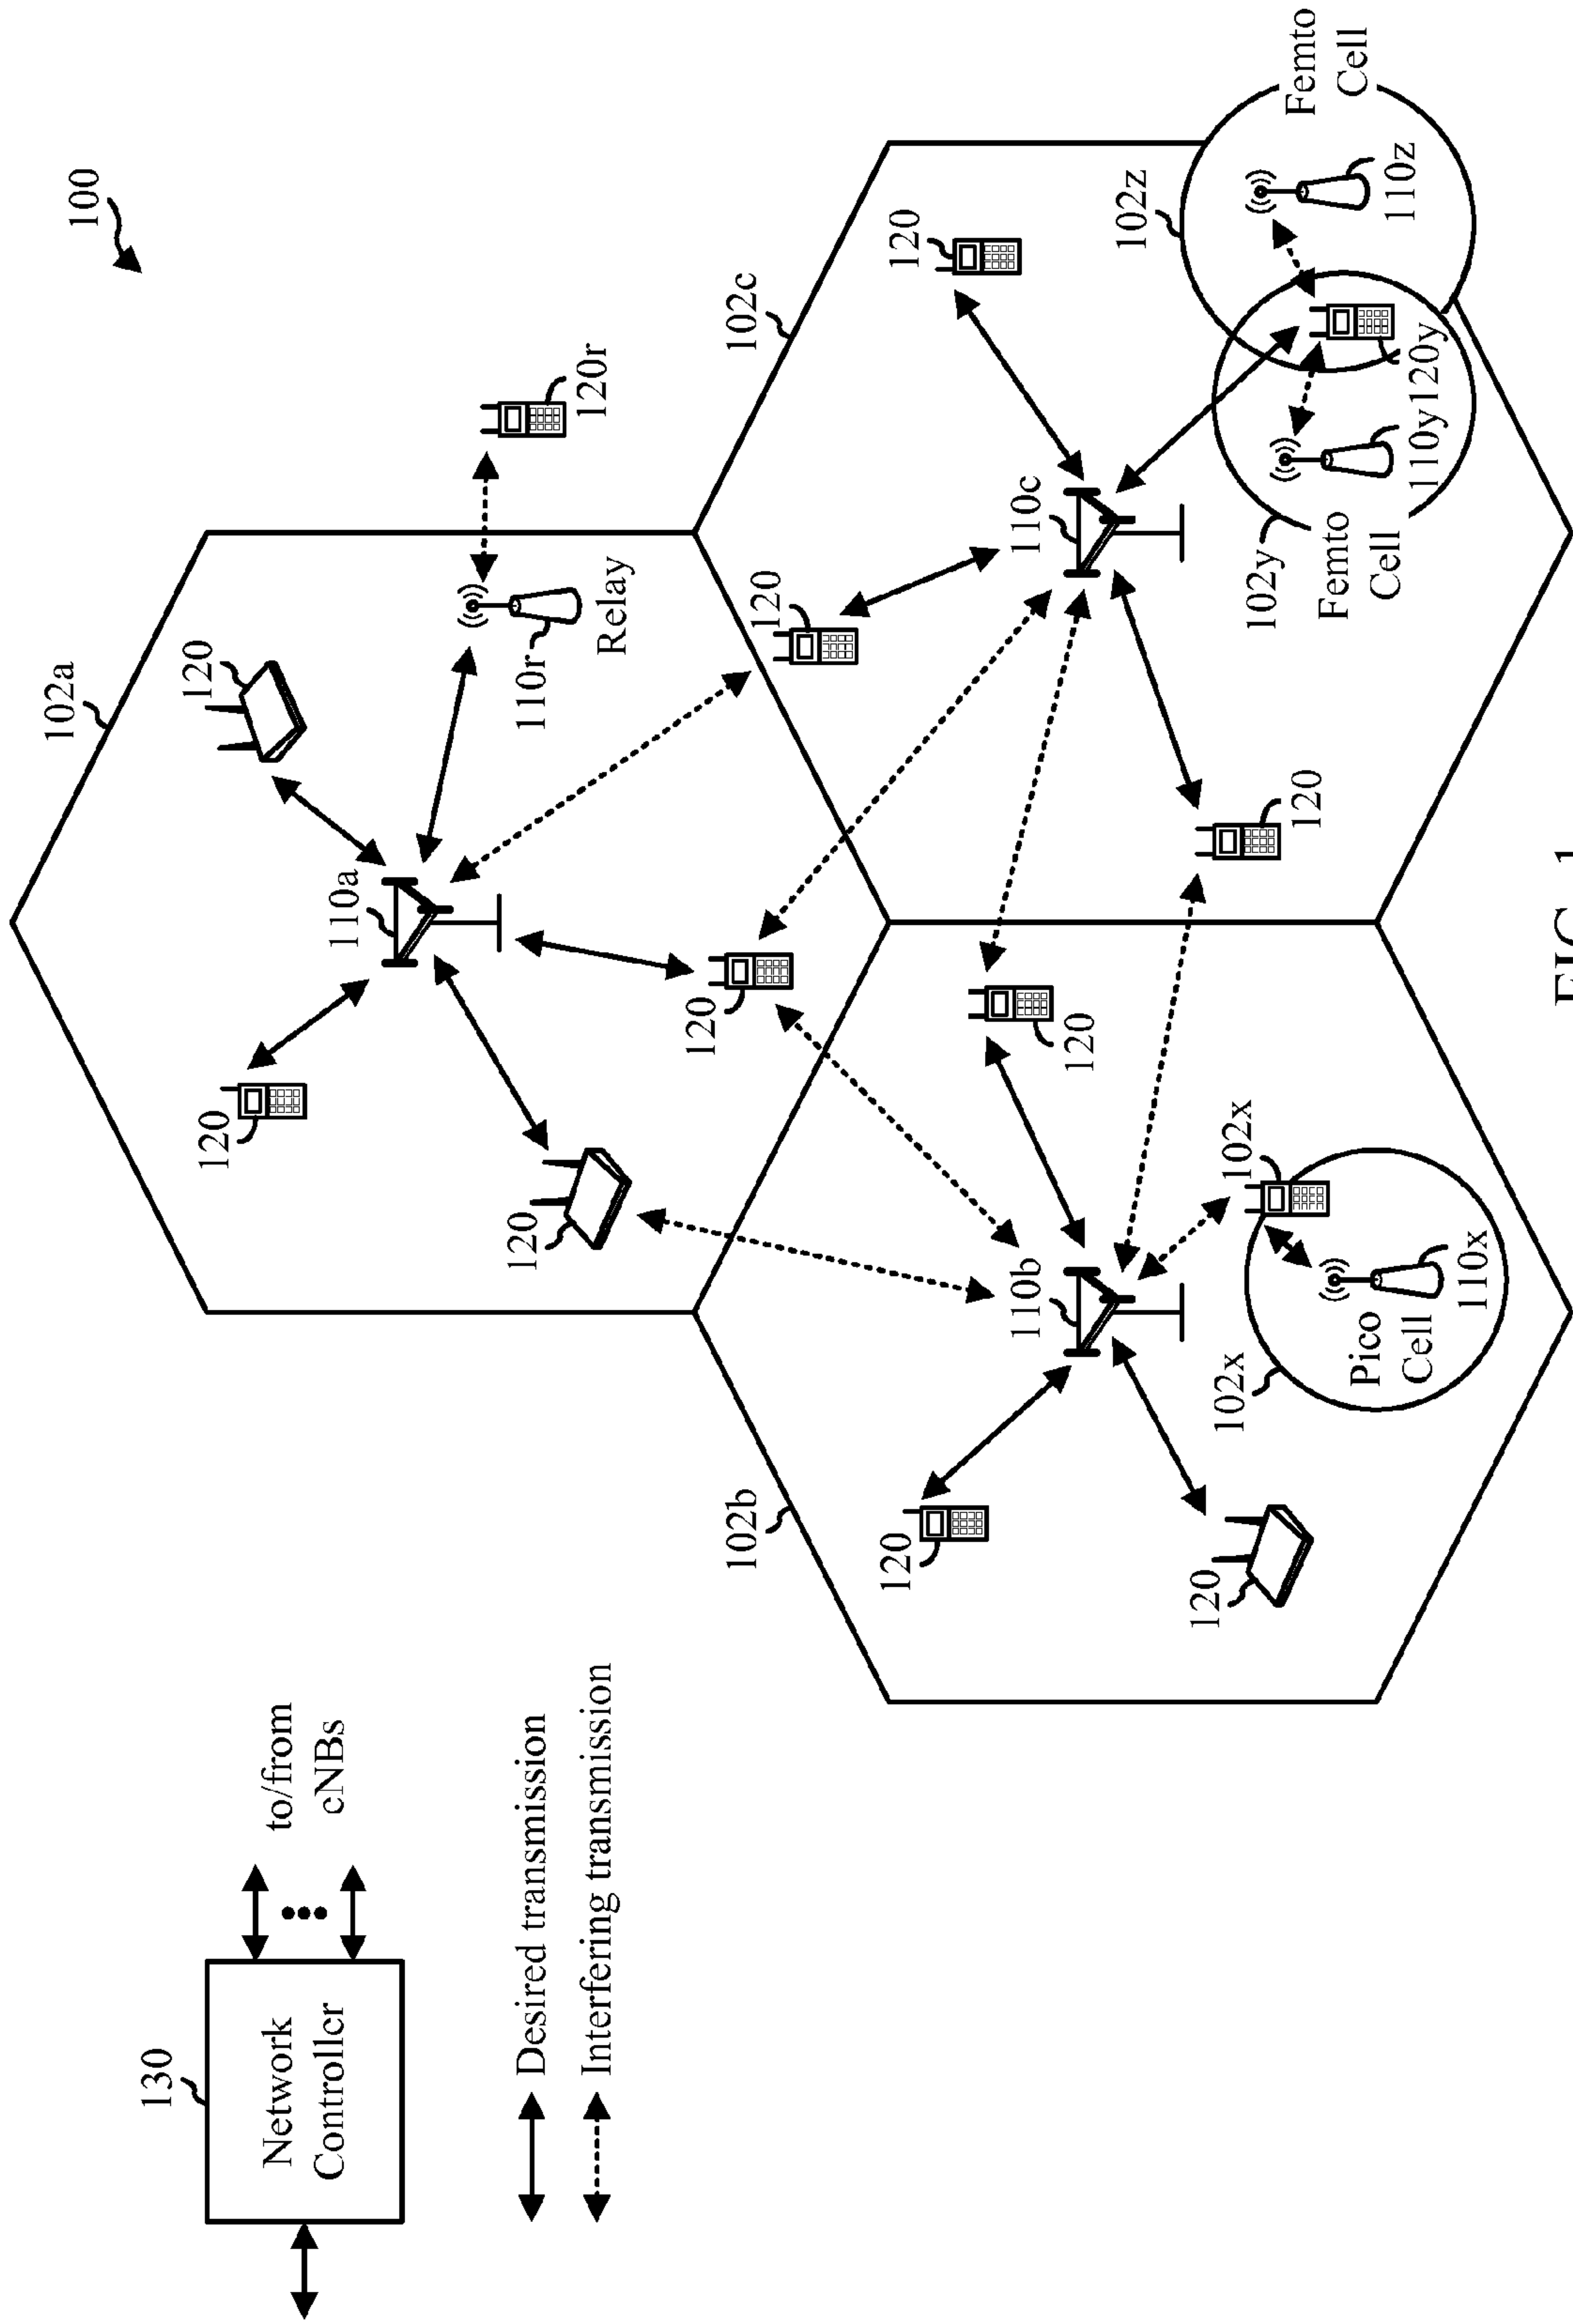 100
130
Network
Controller
to/from
eNBs
Desired transmission
Interfering transmission
102a
120
120
110a
120
110r
Relay
120r
120
102b
120
102c
120
120
110b
120
110c
120
120
102x
Pico
Cell
110x
102x
120
102y
Femto
Cell
110y
120y
102z
110z
Femto
Cell
FIG. 1